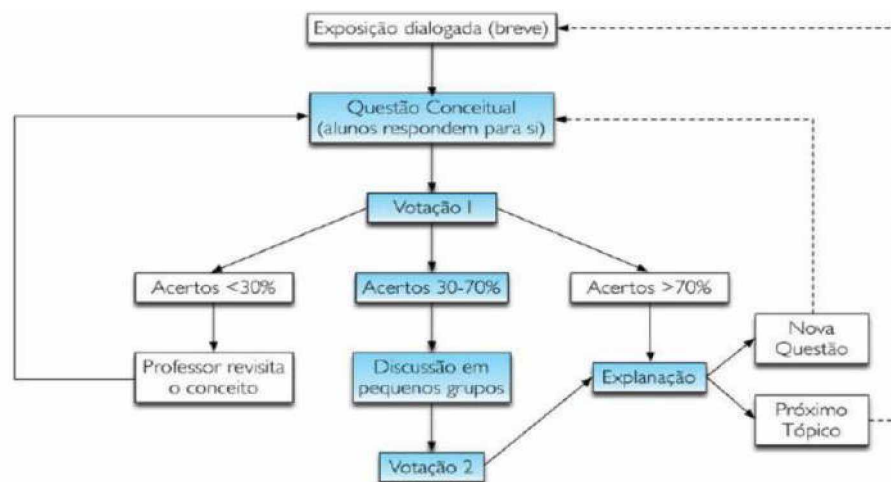 Exposição dialogada (breve)
Questão Conceitual
(alunos respondem para si)
Votação 1
Acertos <30%
Acertos 30-70%
Acertos >70%
Professor revisita
o conceito
Discussão em
pequenos grupos
Explanação
Nova
Questão
Próximo
Tópico
Votação 2